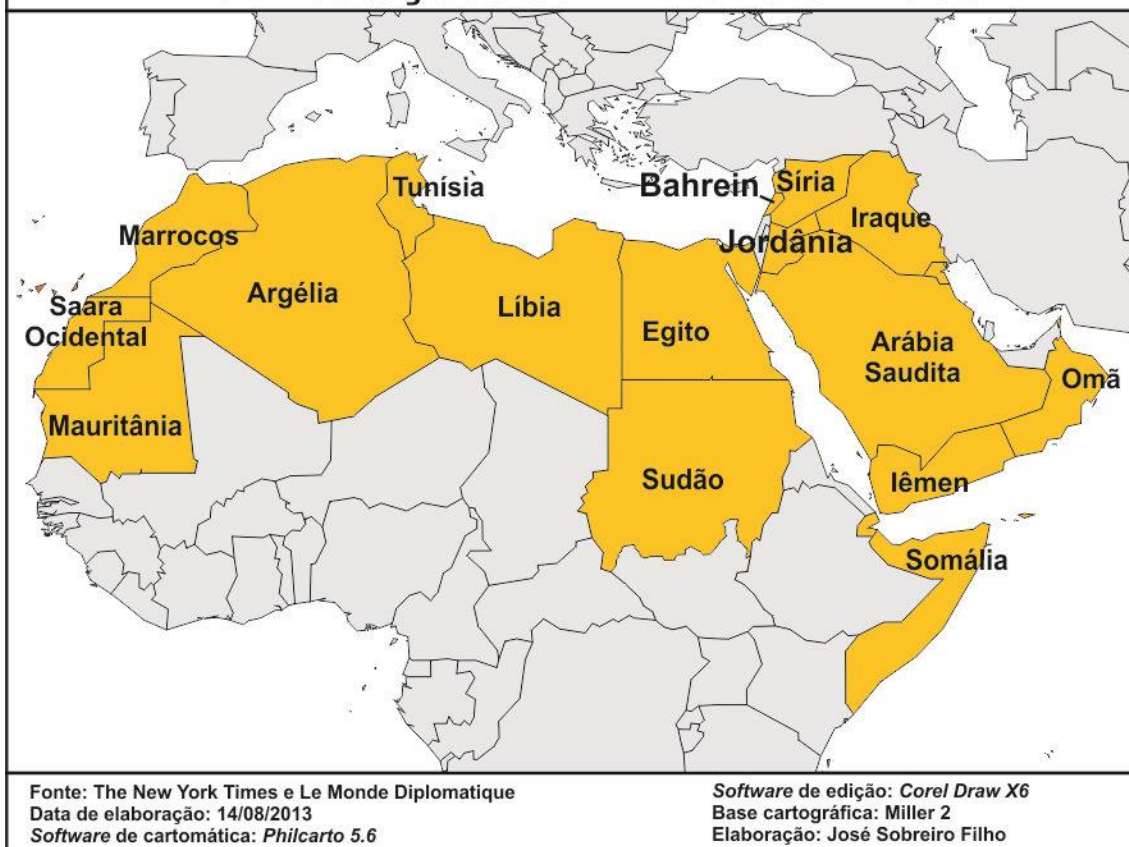 Tunísia
Bahrein
Síria
Marrocos
Jordânia
Iraque
Argélia
Líbia
Egito
Saara
Ocidental
Arábia
Saudita
Omã
Mauritânia
Sudão
Iêmen
Somália
Fonte: The New York Times e Le Monde Diplomatique
Data de elaboração: 14/08/2013
Software de cartomática: Philcarto 5.6
Software de edição: Corel Draw X6
Base cartográfica: Miller 2
Elaboração: José Sobreiro Filho